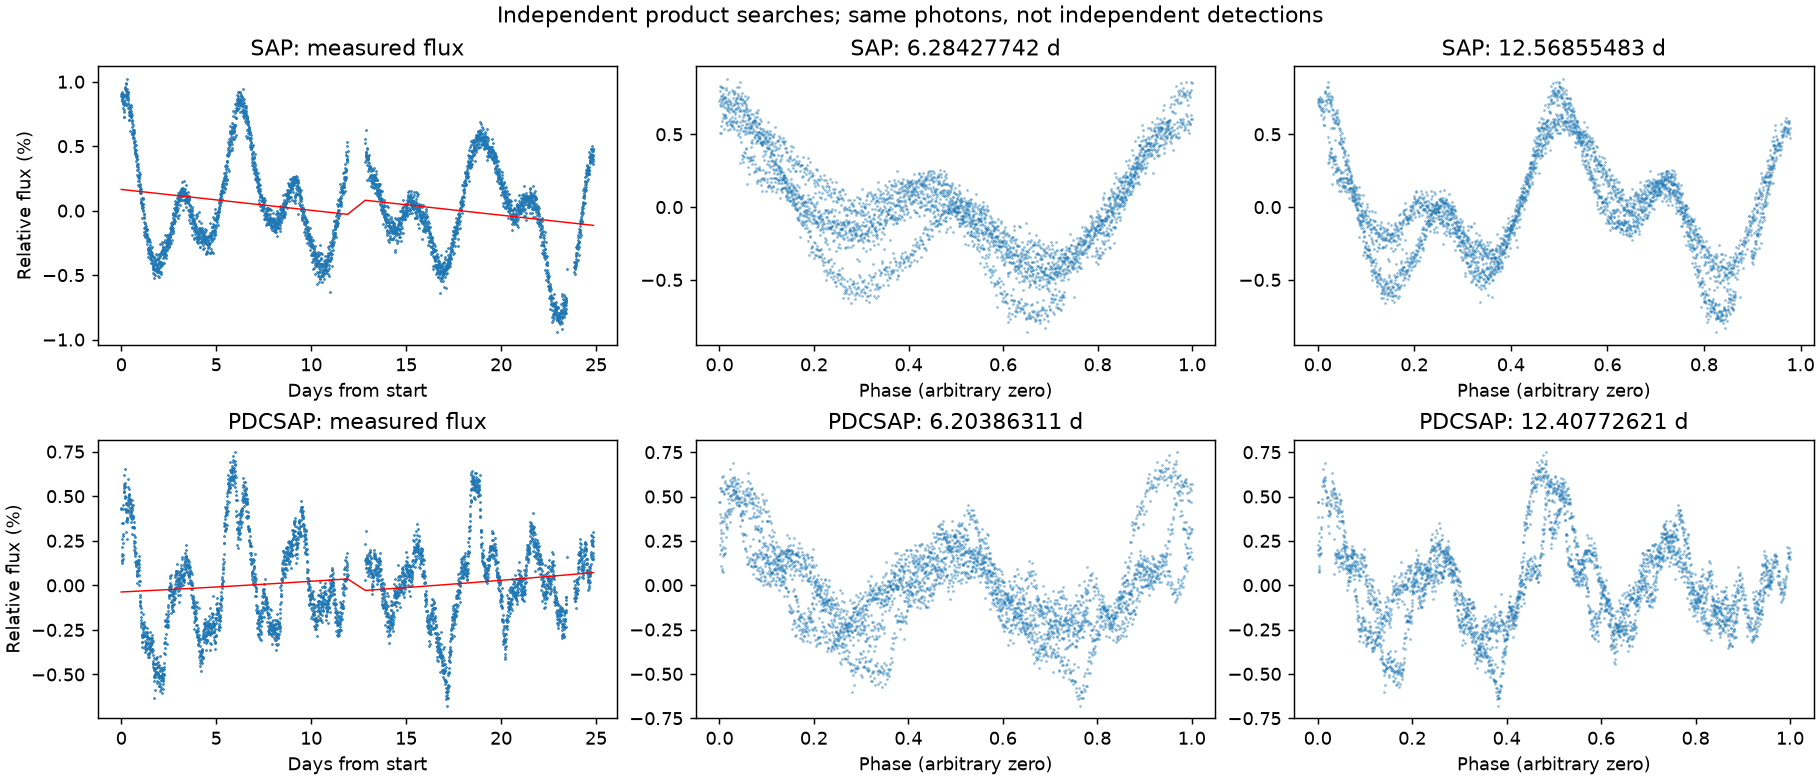 Independent product searches; same photons, not independent detections
SAP: measured flux
SAP: 6.28427742 d
SAP: 12.56855483 d
Relative flux (%)
1.0
0.5
0.0
−0.5
−1.0
0 5 10 15 20 25
Days from start
0.5
0.0
−0.5
0.0 0.2 0.4 0.6 0.8 1.0
Phase (arbitrary zero)
0.5
0.0
−0.5
0.0 0.2 0.4 0.6 0.8 1.0
Phase (arbitrary zero)
PDCSAP: measured flux
PDCSAP: 6.20386311 d
PDCSAP: 12.40772621 d
Relative flux (%)
0.75
0.50
0.25
0.00
−0.25
−0.50
0 5 10 15 20 25
Days from start
0.75
0.50
0.25
0.00
−0.25
−0.50
−0.75
0.0 0.2 0.4 0.6 0.8 1.0
Phase (arbitrary zero)
0.75
0.50
0.25
0.00
−0.25
−0.50
−0.75
0.0 0.2 0.4 0.6 0.8 1.0
Phase (arbitrary zero)